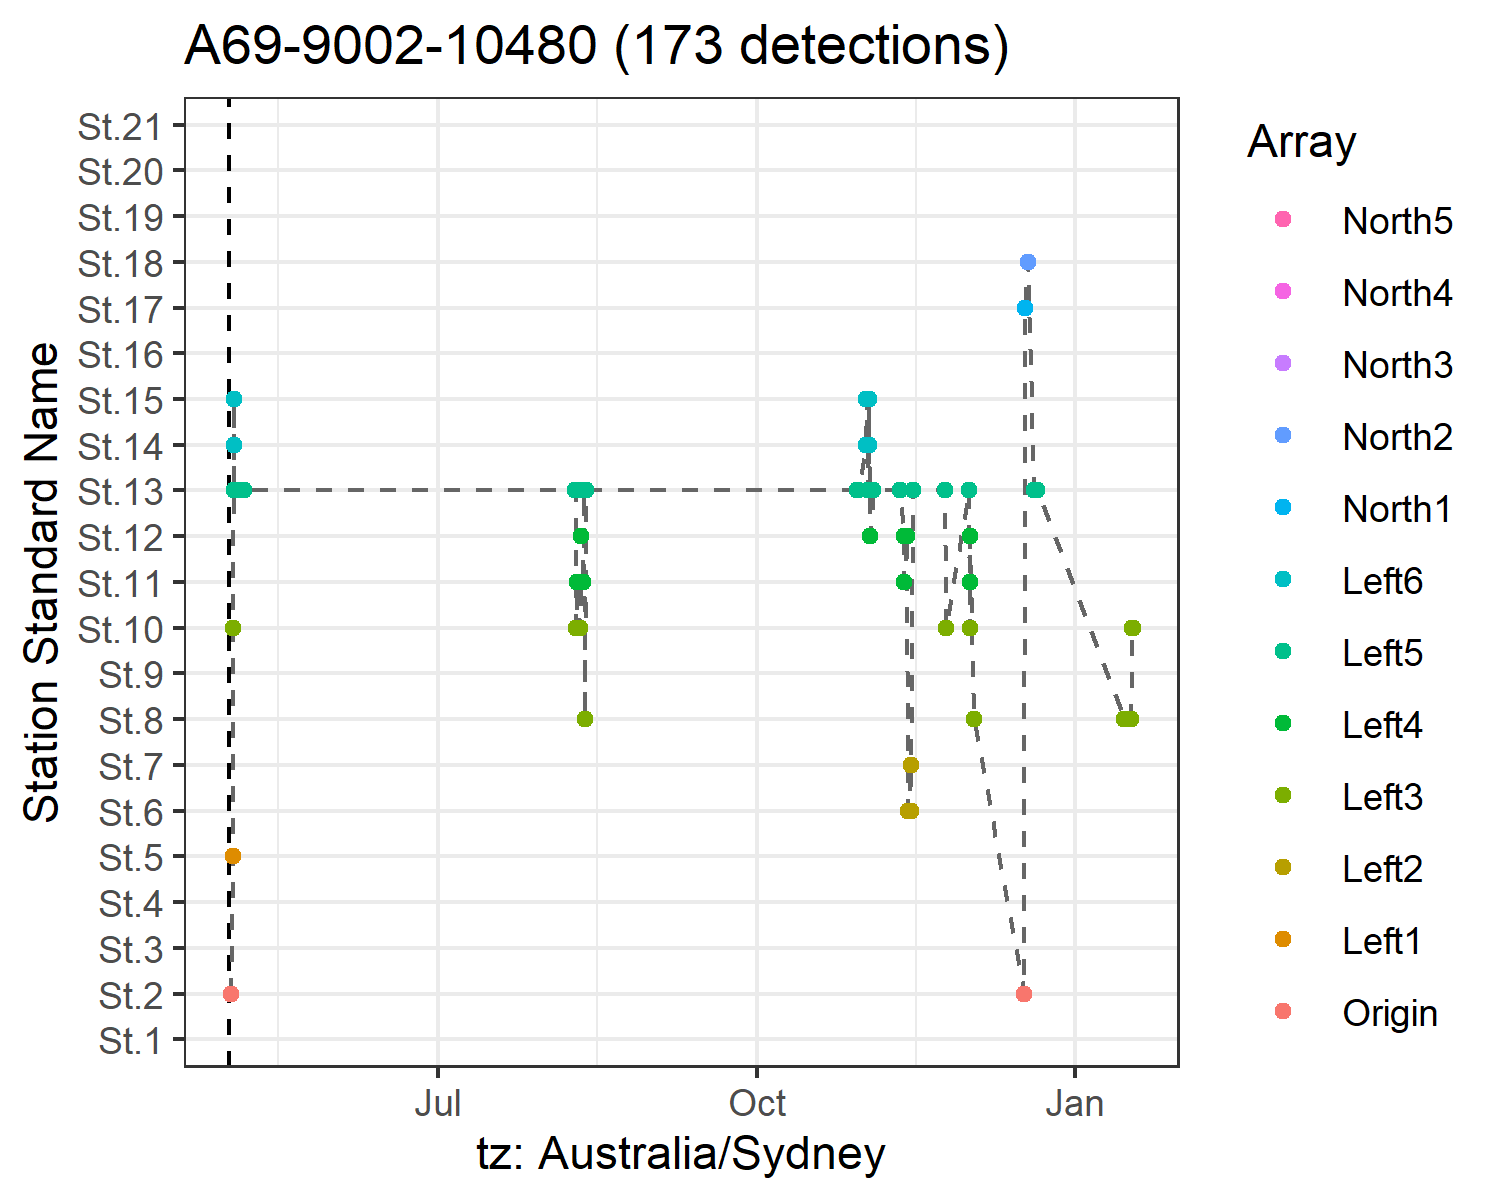 A69-9002-10480 (173 detections)
Station Standard Name
St.21
St.20
St.19
St.18
St.17
St.16
St.15
St.14
St.13
St.12
St.11
St.10
St.9
St.8
St.7
St.6
St.5
St.4
St.3
St.2
St.1
Jul Oct Jan
tz: Australia/Sydney
Array
North5
North4
North3
North2
North1
Left6
Left5
Left4
Left3
Left2
Left1
Origin